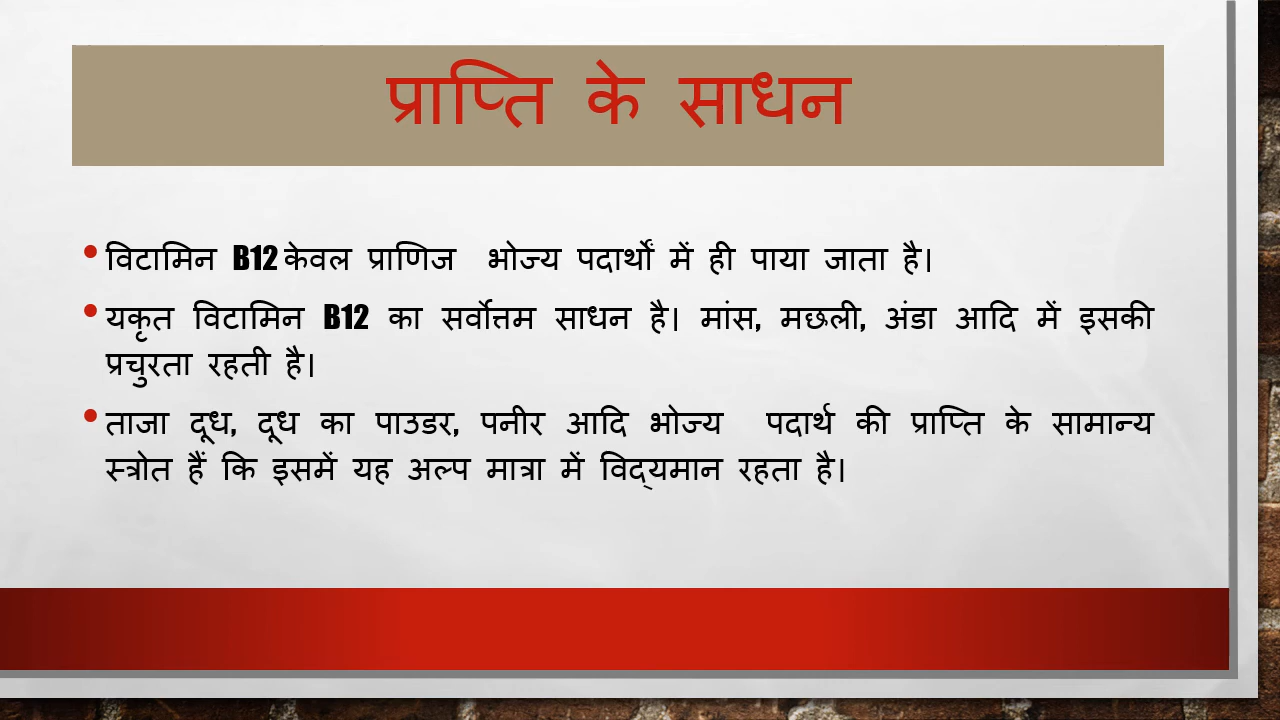 प्राप्ति के साधन
विटामिन B12 केवल प्राणिज भोज्य पदार्थों में ही पाया जाता है।
यकृत विटामिन B12 का सर्वोत्तम साधन है। मांस, मछली, अंडा आदि में इसकी
प्रचुरता रहती है।
ताजा दूध, दूध का पाउडर, पनीर आदि भोज्य पदार्थ की प्राप्ति के सामान्य
स्त्रोत हैं कि इसमें यह अल्प मात्रा में विद्यमान रहता है।